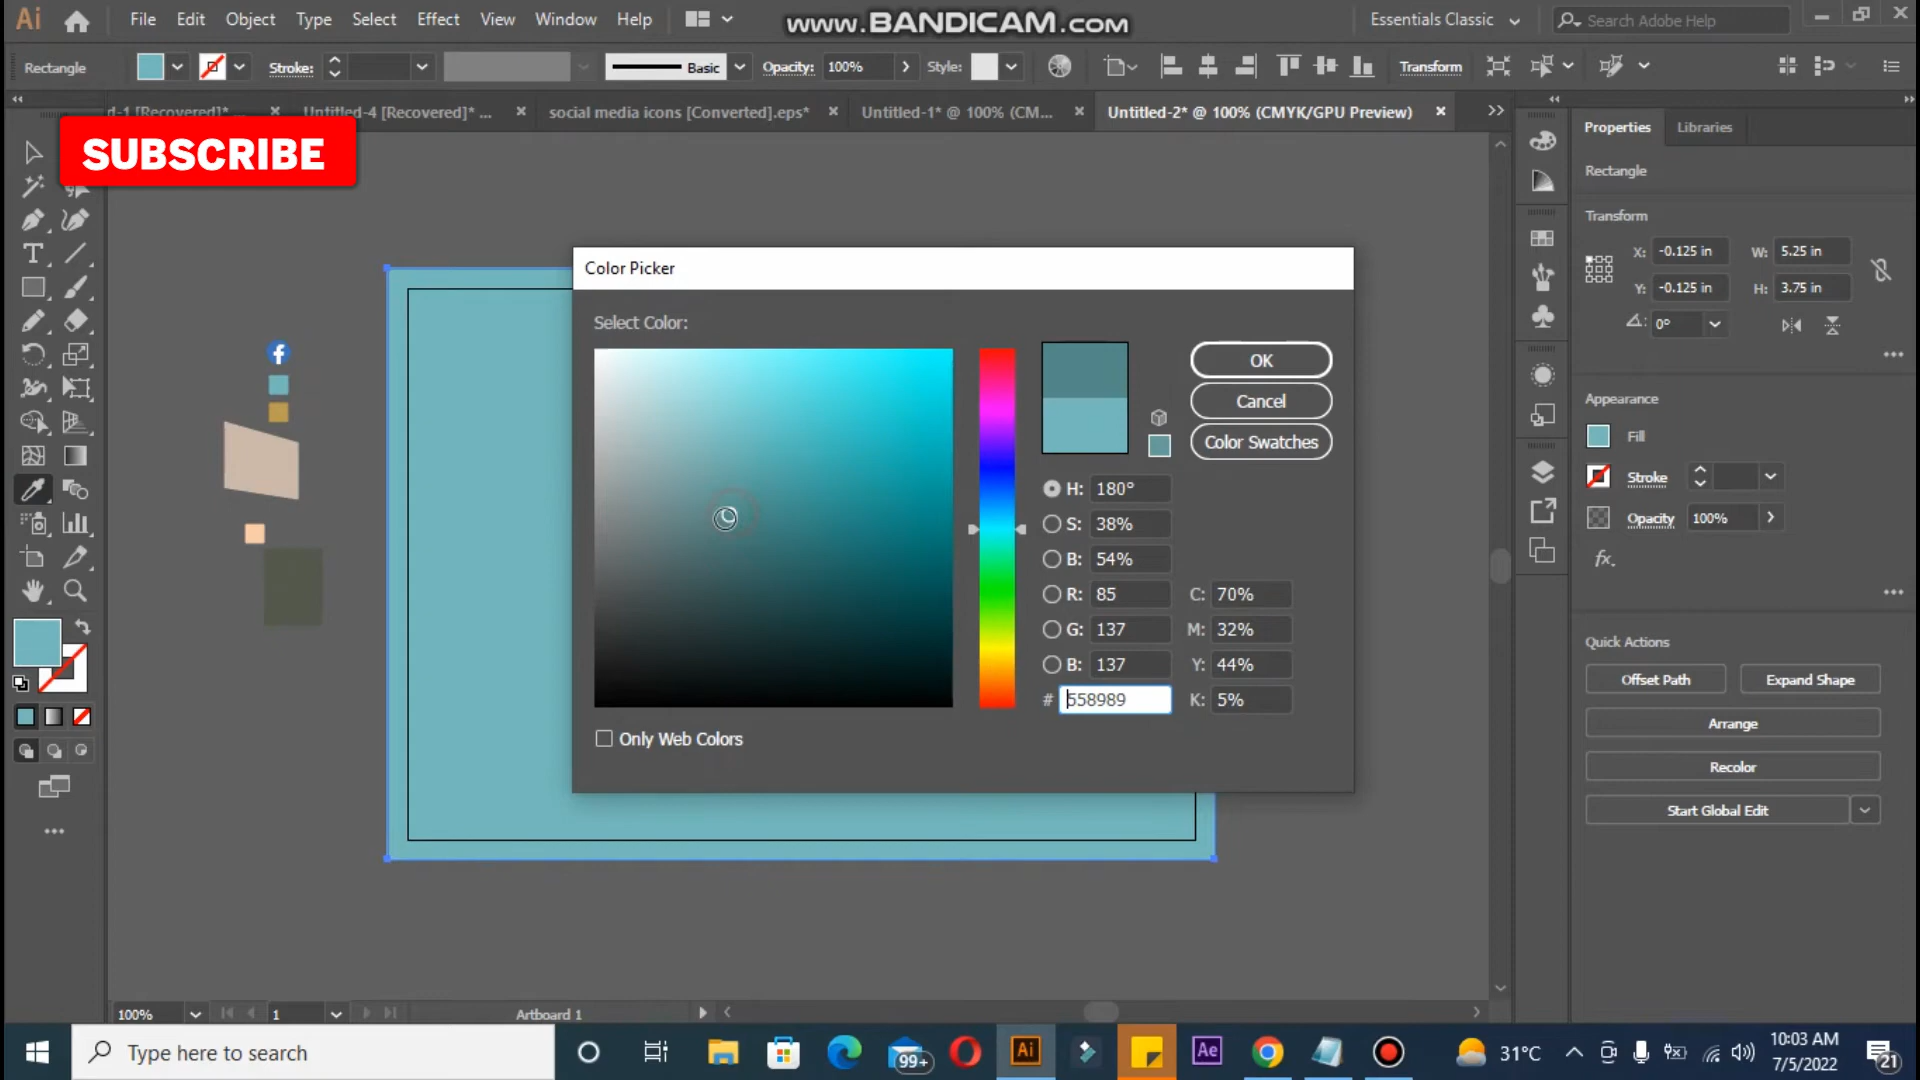 Ai File Edit Object Type Select Effect View Window Help
www.BANDICAM.com
Essentials Classic
Search Adobe Help
Rectangle
Stroke:
Basic
Opacity: 100%
Style:
Transform
d-1 [Recovered]*
Untitled-4 [Recovered]* ...
social media icons [Converted].eps*
Untitled-1* @ 100% (CM...
Untitled-2* @ 100% (CMYK/GPU Preview)
SUBSCRIBE
Color Picker
Select Color:
OK
Cancel
Color Swatches
H: 180°
S: 38%
B: 54%
R: 85 C: 70%
G: 137 M: 32%
B: 137 Y: 44%
# 558989 K: 5%
Only Web Colors
Properties Libraries
Rectangle
Transform
X: -0.125 in W: 5.25 in
Y: -0.125 in H: 3.75 in
0°
Appearance
Fill
Stroke
Opacity 100%
fx.
Quick Actions
Offset Path Expand Shape
Arrange
Recolor
Start Global Edit
100% 1 Artboard 1
Type here to search
99+
Ai
Ae
31°C
10:03 AM
7/5/2022
21